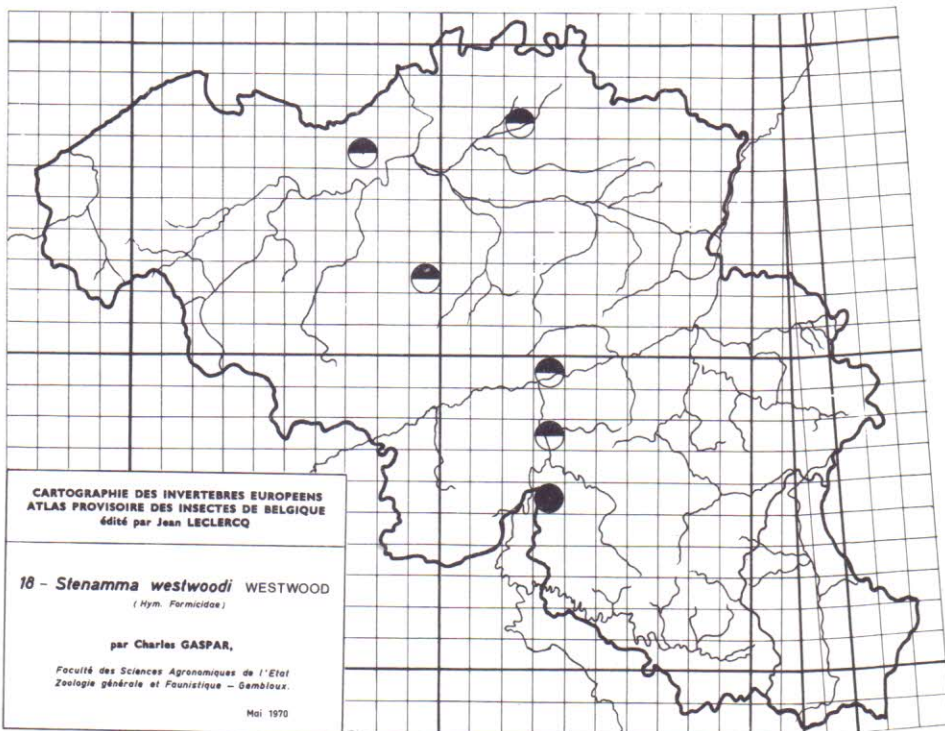 CARTOGRAPHIE DES INVERTEBRES EUROPEENS
ATLAS PROVISOIRE DES INSECTES DE BELGIQUE
édité par Jean LECLERCQ
18 - Stenamma westwoodi WESTWOOD
(Hym. Formicidae)
par Charles GASPAR,
Faculté des Sciences Agronomiques de l'Etat
Zoologie générale et Faunistique - Gembloux.
Mai 1970